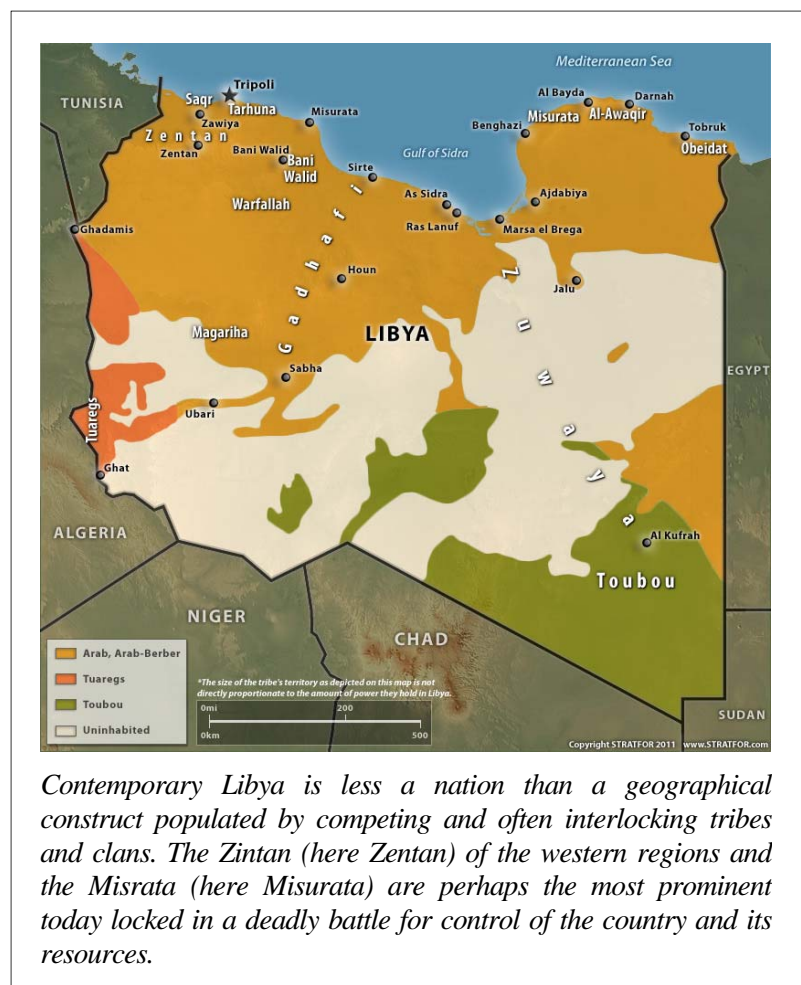 Mediterranean Sea
TUNISIA
Tripoli
Saqr
Tarhuna
Zawiya
Misurata
Al Bayda
Darnah
Misurata
Al-Awaqir
Benghazi
Tobruk
Obeidat
Zentan
Zentan
Bani Walid
Bani
Walid
Gulf of Sidra
Sirte
Warfallah
As Sidra
Ajdabiya
Ras Lanuf
Marsa el Brega
Ghadamis
Gadhafi
Houn
Zuwaya
Jalu
Magariha
LIBYA
Sabha
EGYPT
Ubari
Tuaregs
Ghat
ALGERIA
Al Kufrah
Toubou
NIGER
CHAD
SUDAN
Arab, Arab-Berber
Tuaregs
Toubou
Uninhabited
*The size of the tribe's territory as depicted on this map is not
directly proportionate to the amount of power they hold in Libya.
0mi 200
0km 500
Copyright STRATFOR 2011 www.STRATFOR.com
Contemporary Libya is less a nation than a geographical
construct populated by competing and often interlocking tribes
and clans. The Zintan (here Zentan) of the western regions and
the Misrata (here Misurata) are perhaps the most prominent
today locked in a deadly battle for control of the country and its
resources.